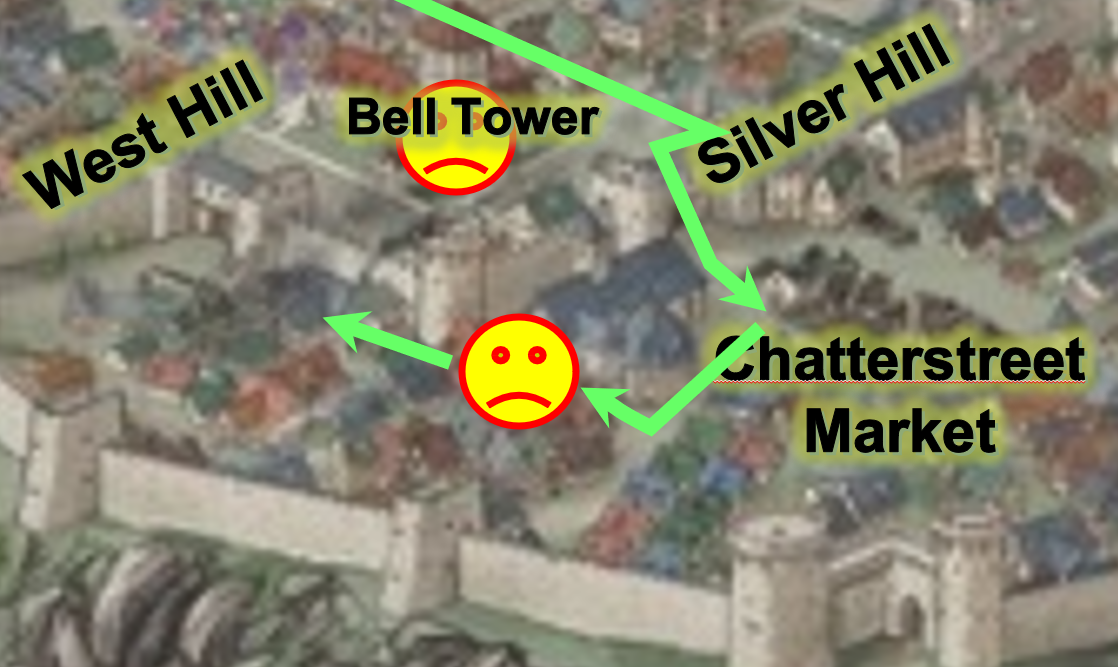 Bell Tower
West Hill
Silver Hill
Chatterstreet
Market